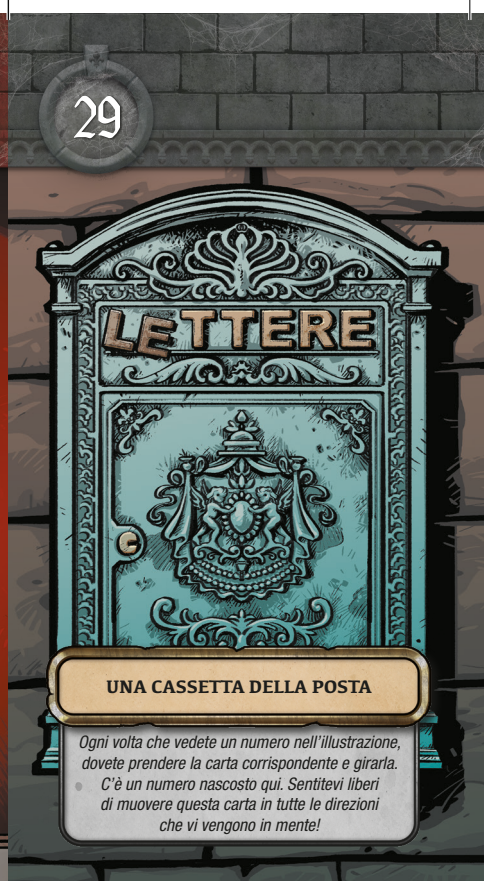 29
LETTERE
UNA CASSETTA DELLA POSTA
Ogni volta che vedete un numero nell'illustrazione,
dovete prendere la carta corrispondente e girarla.
C'è un numero nascosto qui. Sentitevi liberi
di muovere questa carta in tutte le direzioni
che vi vengono in mente!